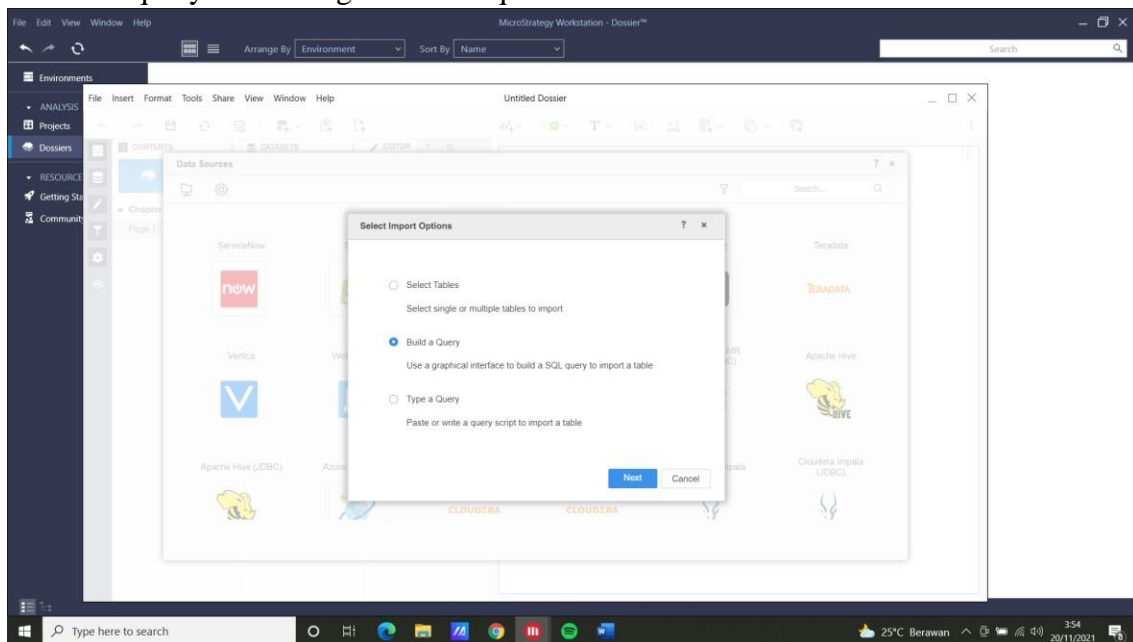 File Edit View Window Help
MicroStrategy Workstation - Dossier™
Arrange By Environment Sort By Name Search
Environments
ANALYSIS
Projects
Dossiers
RESOURCE
Getting Sta
Communit
File Insert Format Tools Share View Window Help Untitled Dossier
CONTENTS DATASETS EDITOR
Chapter
Page 1
Data Sources ?
Search...
Select Import Options ?
Select Tables
Select single or multiple tables to import
Build a Query
Use a graphical interface to build a SQL query to import a table
Type a Query
Paste or write a query script to import a table
Next Cancel
ServiceNow Teradata
now TERADATA
Vertica Apache Hive
HIVE
Apache Hive (JDBC) Cloudera Impala
(JDBC)
CLOUDERA CLOUDERA
Type here to search
25°C Berawan
3:54
20/11/2021